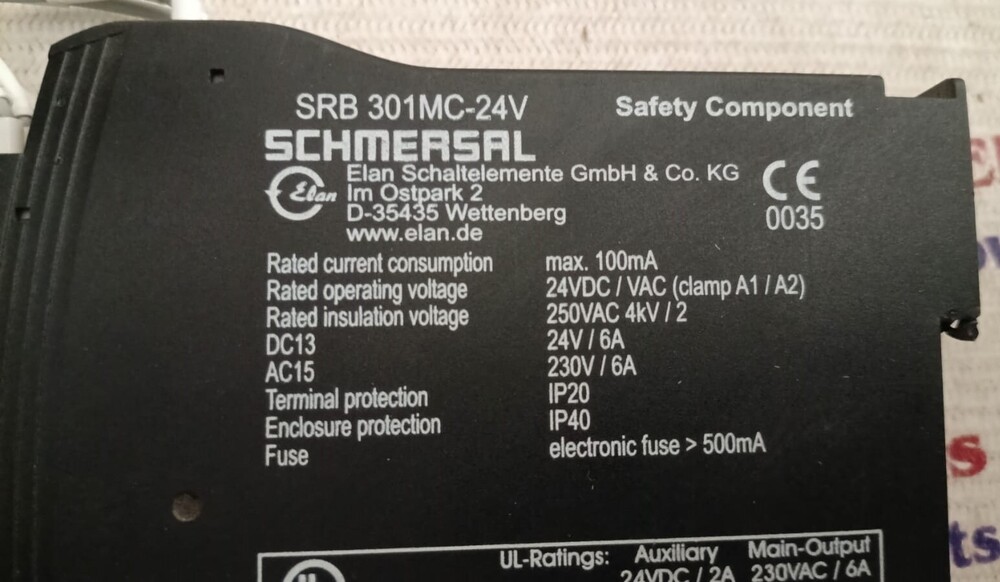 SRB 301MC-24V Safety Component
SCHMERSAL
Elan Schaltelemente GmbH & Co. KG CE
Elan Im Ostpark 2
D-35435 Wettenberg 0035
www.elan.de
Rated current consumption max. 100mA
Rated operating voltage 24VDC / VAC (clamp A1 / A2)
Rated insulation voltage 250VAC 4kV / 2
DC13 24V / 6A
AC15 230V / 6A
Terminal protection IP20
Enclosure protection IP40
Fuse electronic fuse > 500mA
UL-Ratings: Auxiliary Main-Output
24VDC / 2A 230VAC / 6A